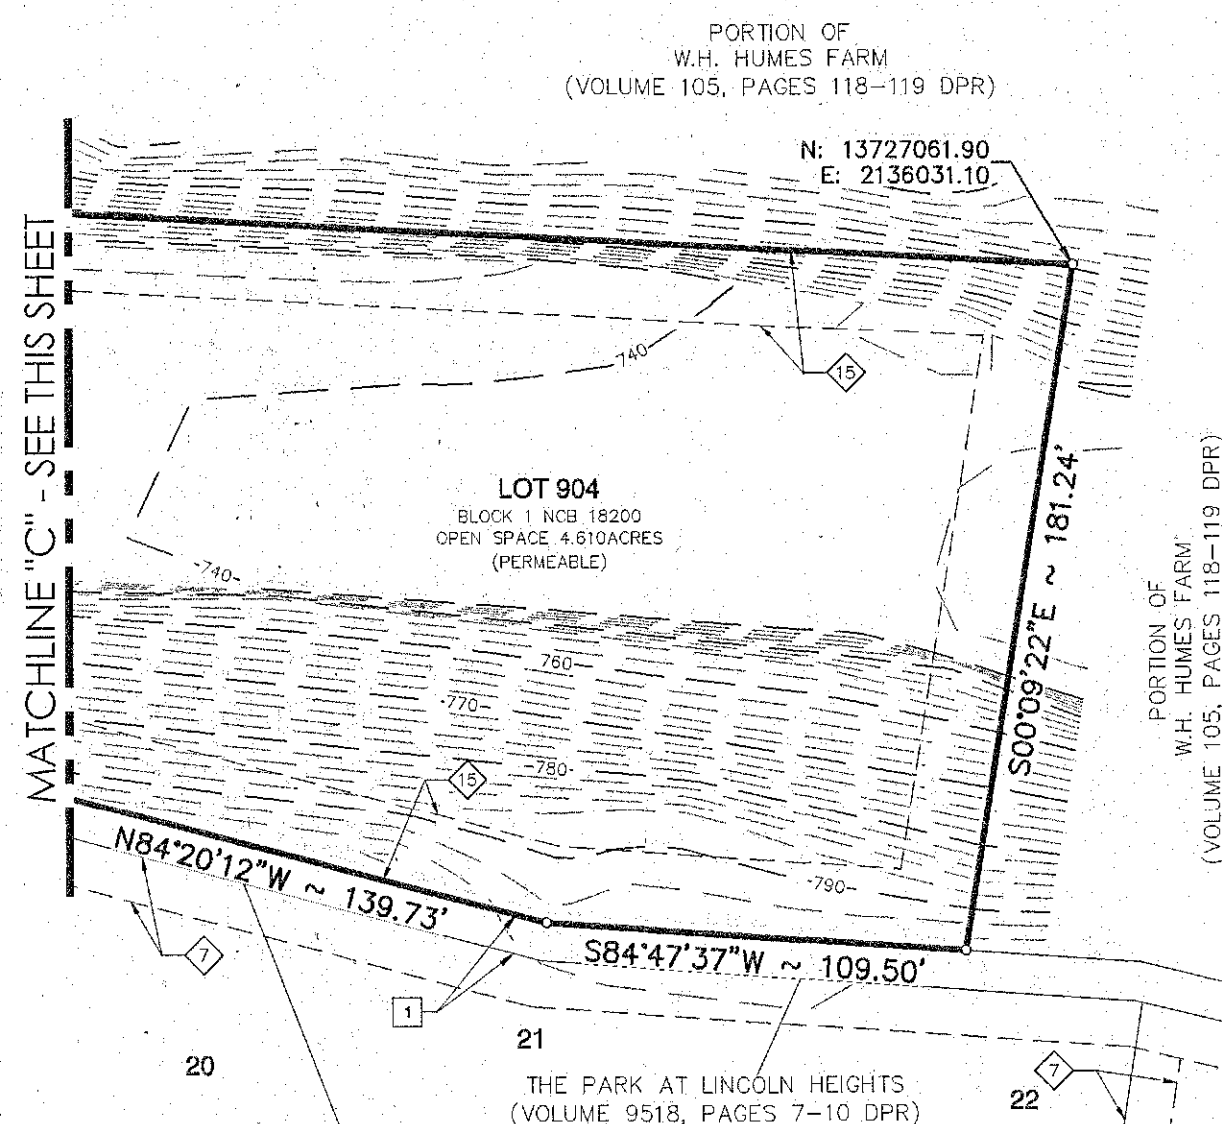 PORTION OF
W.H. HUMES FARM
(VOLUME 105, PAGES 118-119 DPR)
N: 13727061.90
E: 2136031.10
MATCHLINE "C" - SEE THIS SHEET
740
15
LOT 904
BLOCK 1 NCB 18200
OPEN SPACE 4.610ACRES
(PERMEABLE)
-740-
S00°09'22"E ~ 181.24'
PORTION OF
W.H. HUMES FARM
(VOLUME 105, PAGES 118-119 DPR)
760-
-770-
-780-
15
-790-
N84°20'12"W ~ 139.73'
S84°47'37"W ~ 109.50'
7
1
21
20
7
22
THE PARK AT LINCOLN HEIGHTS
(VOLUME 9518, PAGES 7-10 DPR)